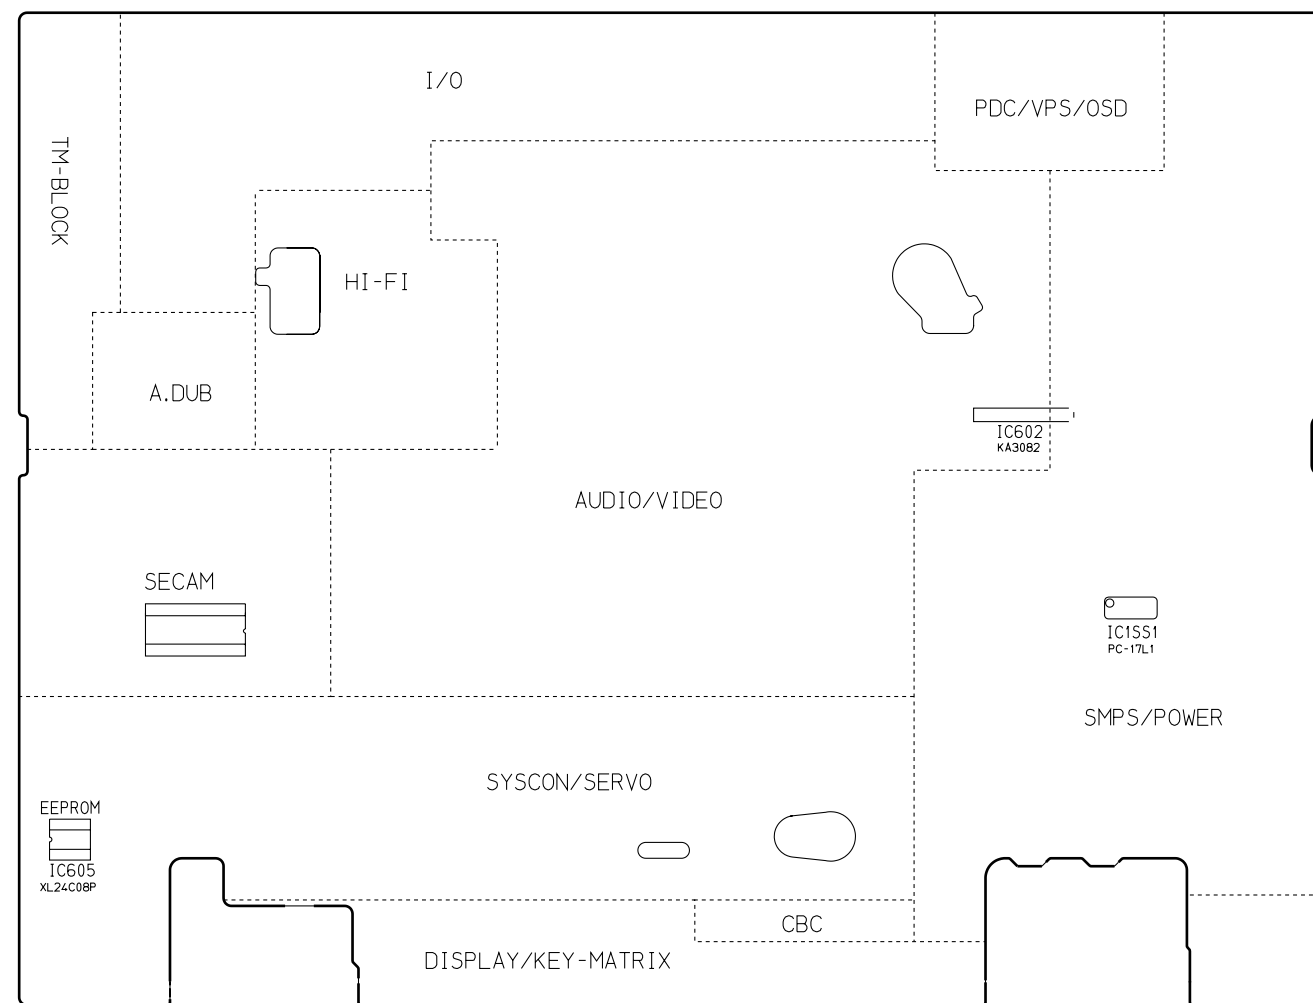 I/O
PDC/VPS/OSD
TM-BLOCK
HI-FI
A.DUB
IC602
KA3082
AUDIO/VIDEO
SECAM
IC1SS1
PC-17L1
SMPS/POWER
SYSCON/SERVO
EEPROM
IC605
XL24C08P
CBC
DISPLAY/KEY-MATRIX